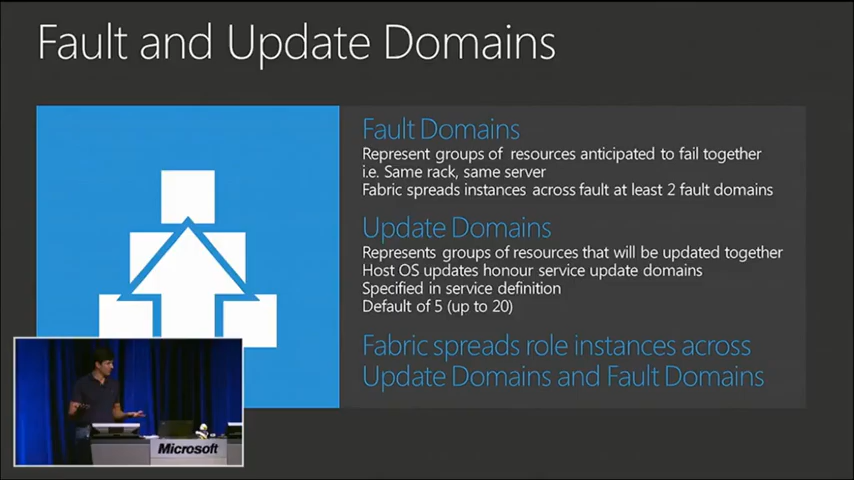 Fault and Update Domains
Fault Domains
Represent groups of resources anticipated to fail together
i.e. Same rack, same server
Fabric spreads instances across fault at least 2 fault domains
Update Domains
Represents groups of resources that will be updated together
Host OS updates honour service update domains
Specified in service definition
Default of 5 (up to 20)
Fabric spreads role instances across
Update Domains and Fault Domains
Microsoft